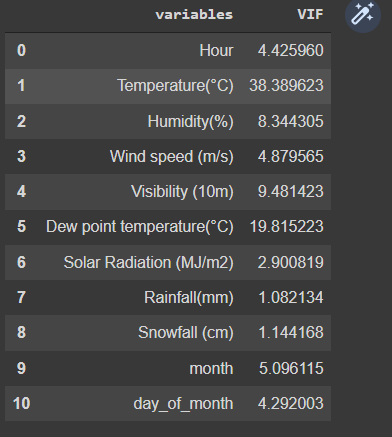 variables VIF
0 Hour 4.425960
1 Temperature(°C) 38.389623
2 Humidity(%) 8.344305
3 Wind speed (m/s) 4.879565
4 Visibility (10m) 9.481423
5 Dew point temperature(°C) 19.815223
6 Solar Radiation (MJ/m2) 2.900819
7 Rainfall(mm) 1.082134
8 Snowfall (cm) 1.144168
9 month 5.096115
10 day_of_month 4.292003